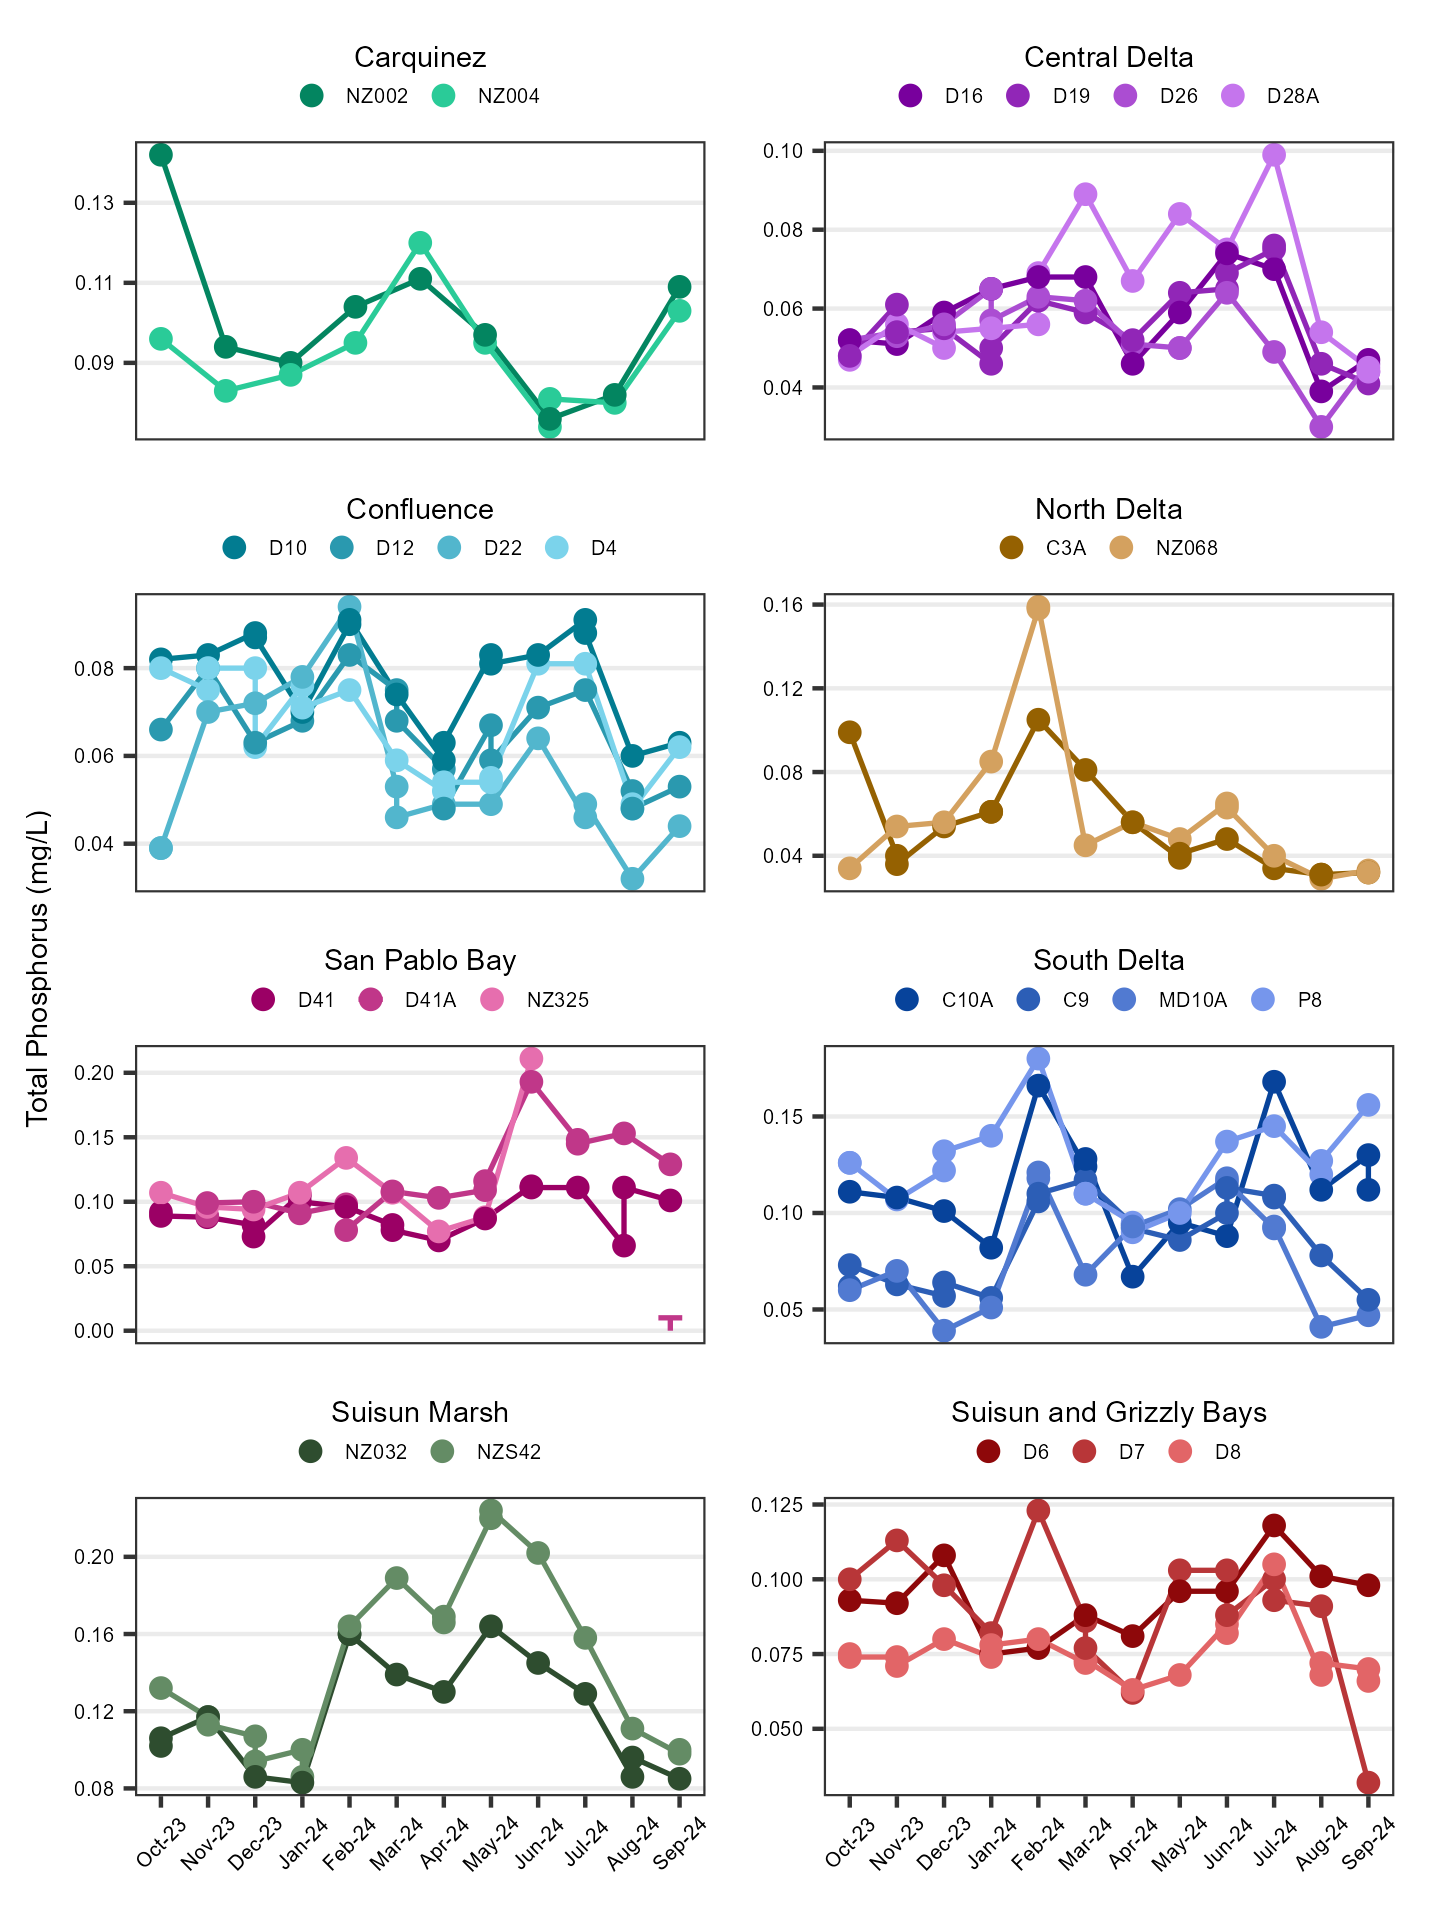 Carquinez
NZ002 NZ004
0.13
0.11
0.09
Central Delta
D16 D19 D26 D28A
0.10
0.08
0.06
0.04
Confluence
D10 D12 D22 D4
0.08
0.06
0.04
North Delta
C3A NZ068
0.16
0.12
0.08
0.04
Total Phosphorus (mg/L)
San Pablo Bay
D41 D41A NZ325
0.20
0.15
0.10
0.05
0.00
South Delta
C10A C9 MD10A P8
0.15
0.10
0.05
Suisun Marsh
NZ032 NZS42
0.20
0.16
0.12
0.08
Oct-23 Nov-23 Dec-23 Jan-24 Feb-24 Mar-24 Apr-24 May-24 Jun-24 Jul-24 Aug-24 Sep-24
Suisun and Grizzly Bays
D6 D7 D8
0.125
0.100
0.075
0.050
Oct-23 Nov-23 Dec-23 Jan-24 Feb-24 Mar-24 Apr-24 May-24 Jun-24 Jul-24 Aug-24 Sep-24